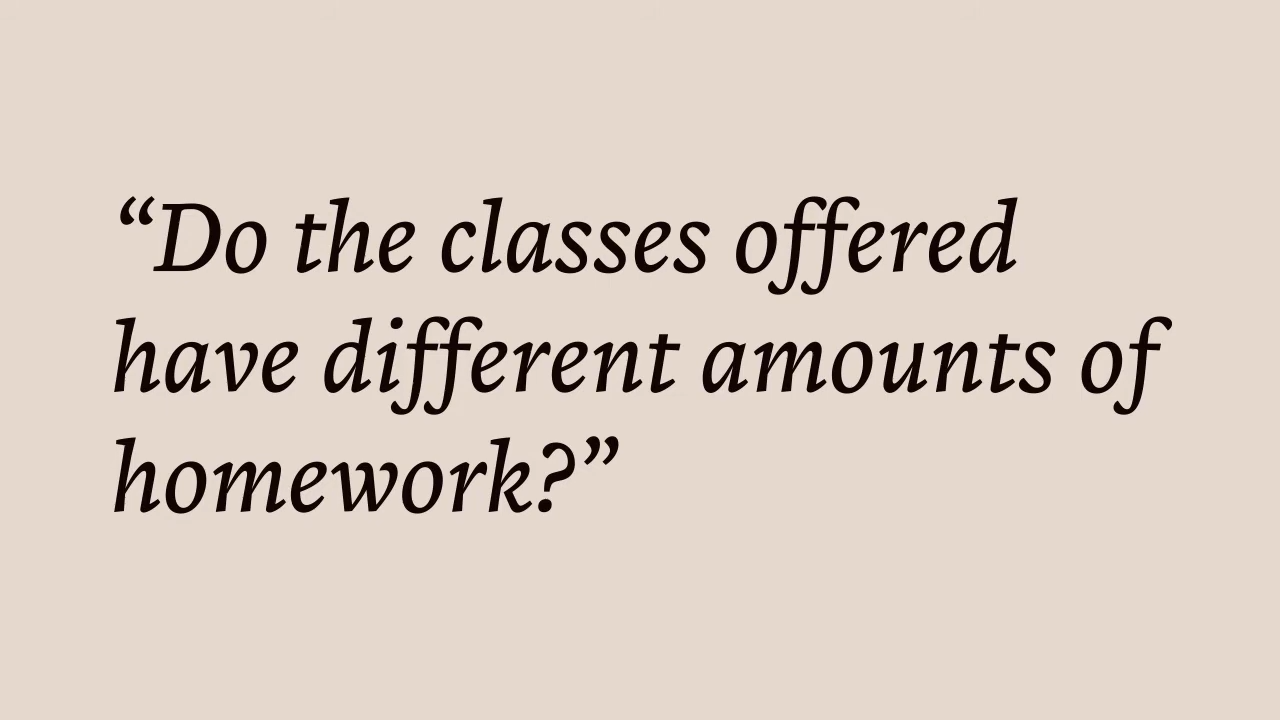 “Do the classes offered
have different amounts of
homework?”